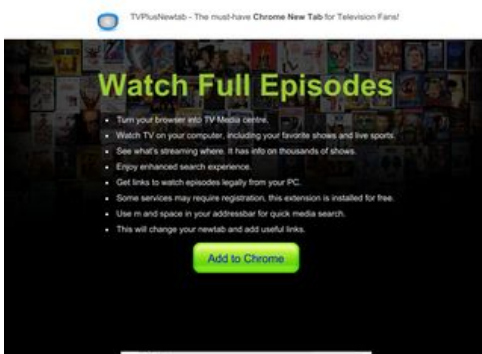 TVPlusNewtab - The must-have Chrome New Tab for Television Fans!
Watch Full Episodes
Turn your browser into TV Media centre.
Watch TV on your computer, including your favorite shows and live sports.
See what's streaming where. It has info on thousands of shows.
Enjoy enhanced search experience.
Get links to watch episodes legally from your PC.
Some services may require registration, this extension is installed for free.
Use m and space in your addressbar for quick media search.
This will change your newtab and add useful links.
Add to Chrome